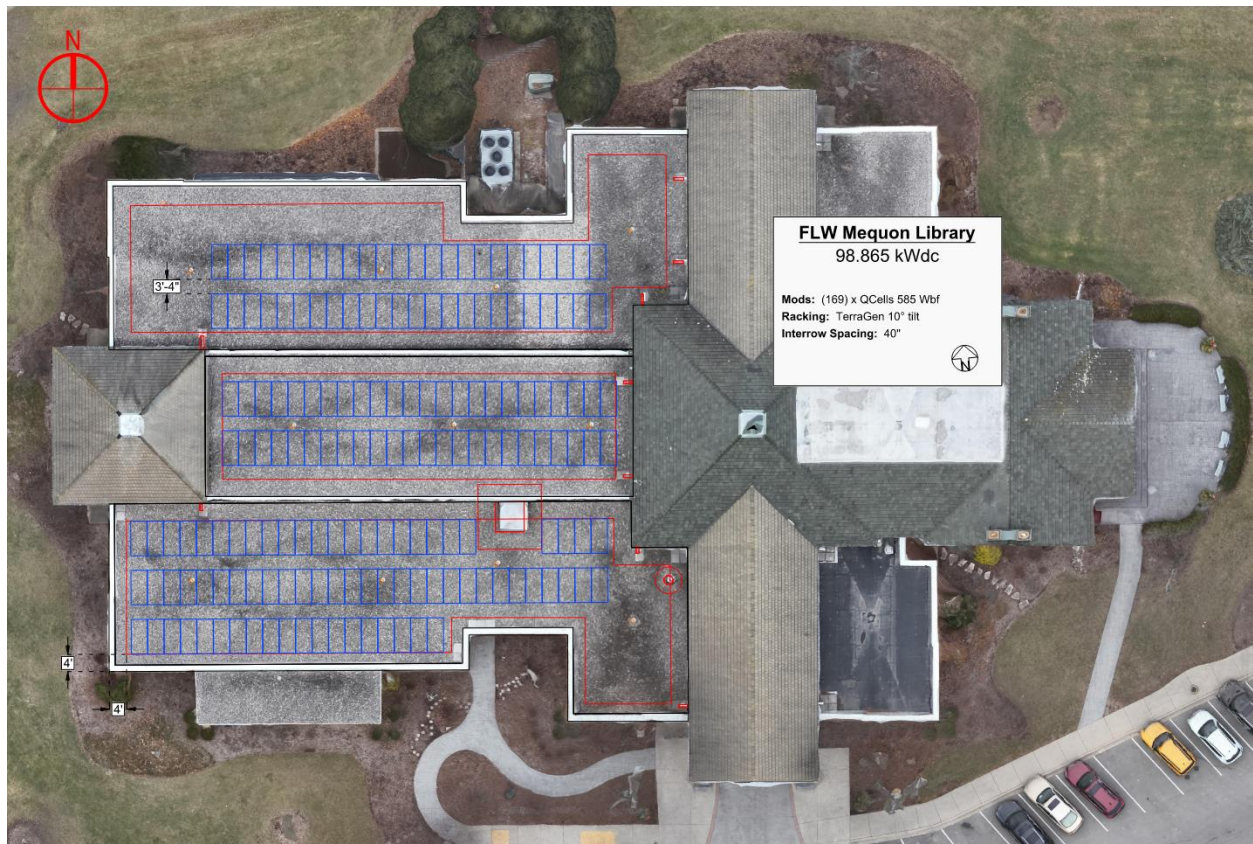 N
FLW Mequon Library
98.865 kWdc
Mods: (169) x QCells 585 Wbf
Racking: TerraGen 10° tilt
Interrow Spacing: 40"
N
3'-4"
4'
4'